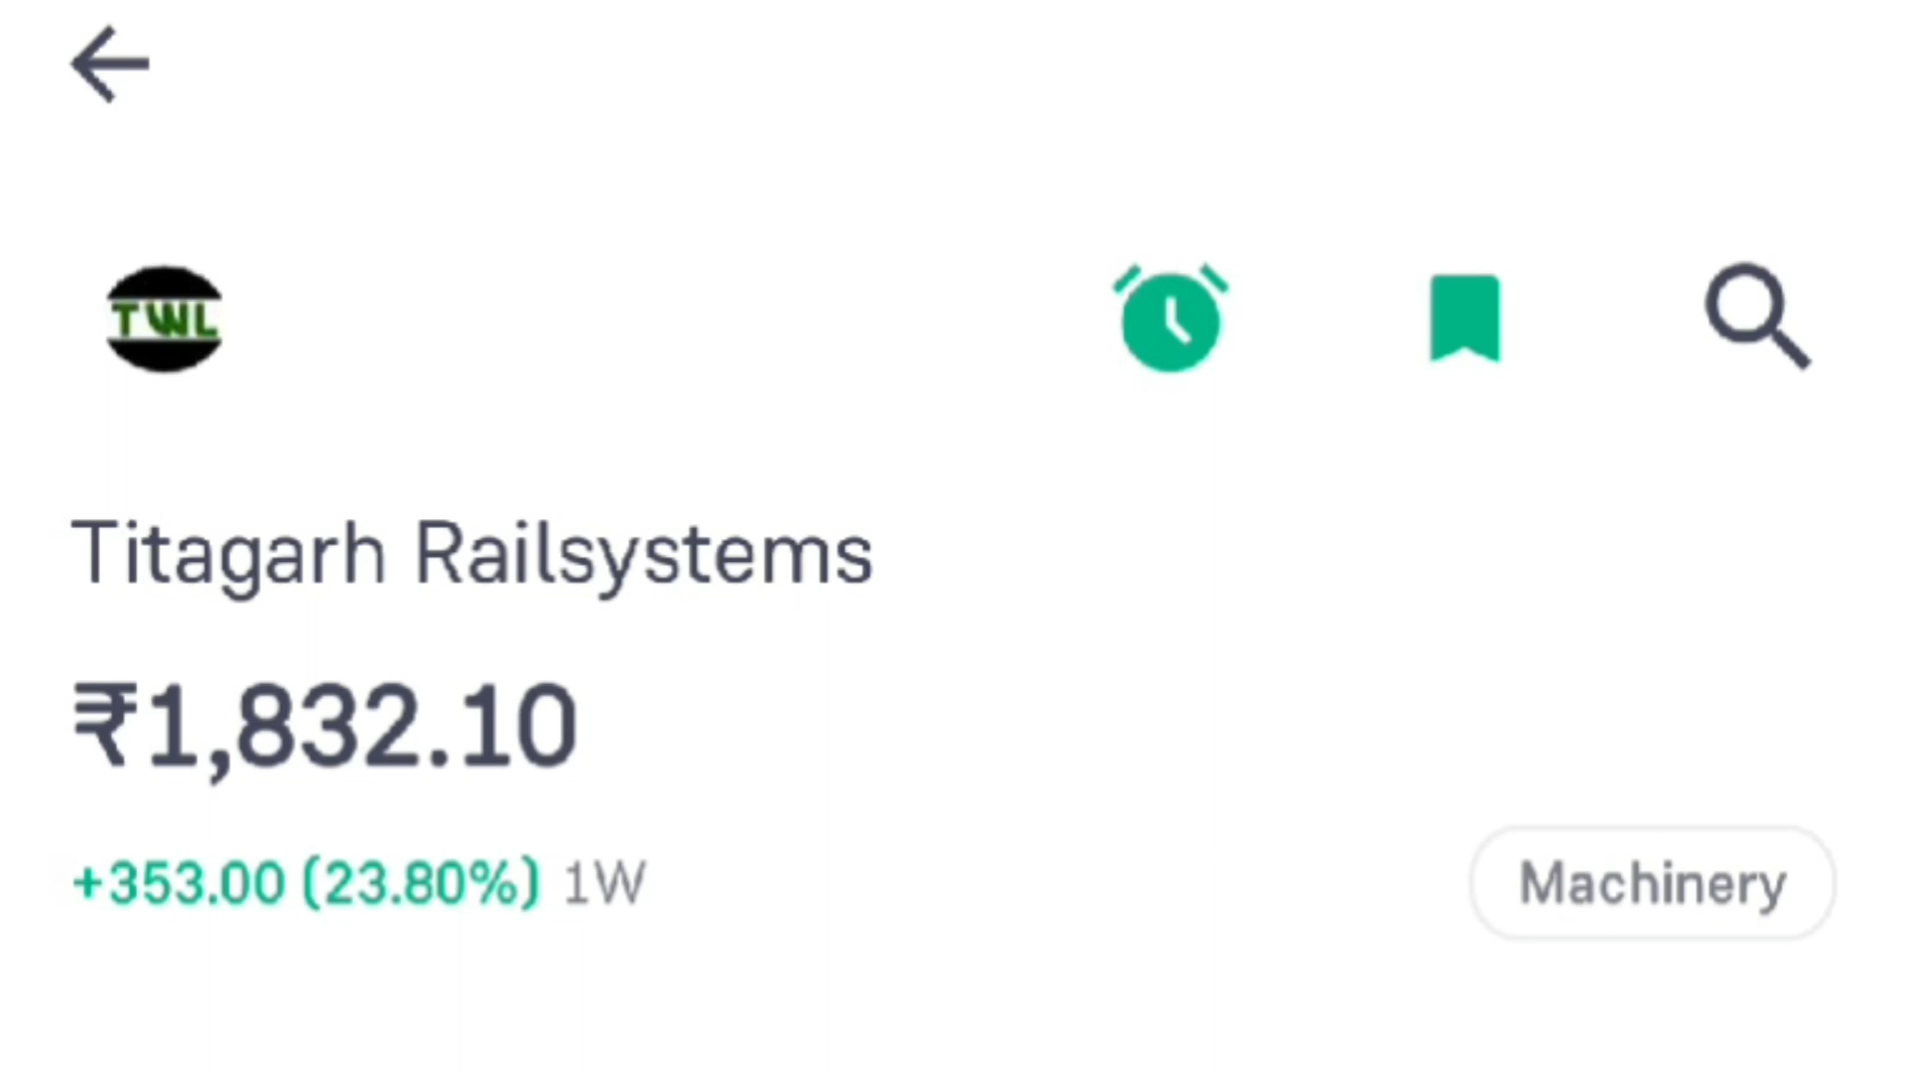 TWL
Titagarh Railsystems
₹1,832.10
+353.00 (23.80%) 1W
Machinery